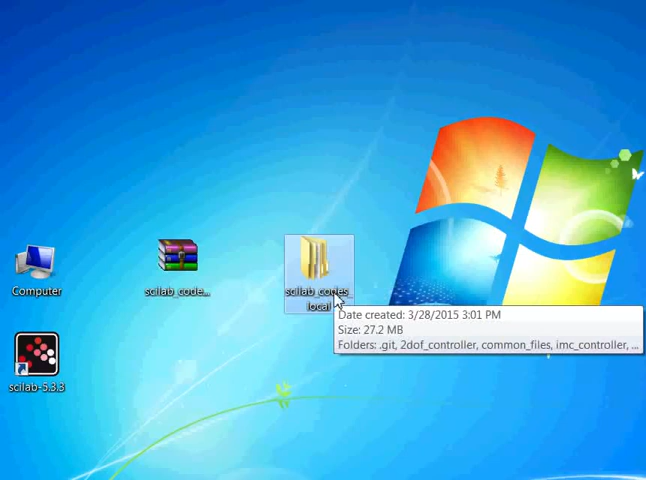 Computer
scilab_code...
scilab_codes_
local
Date created: 3/28/2015 3:01 PM
Size: 27.2 MB
Folders: .git, 2dof_controller, common_files, imc_controller, ...
scilab-5.3.3